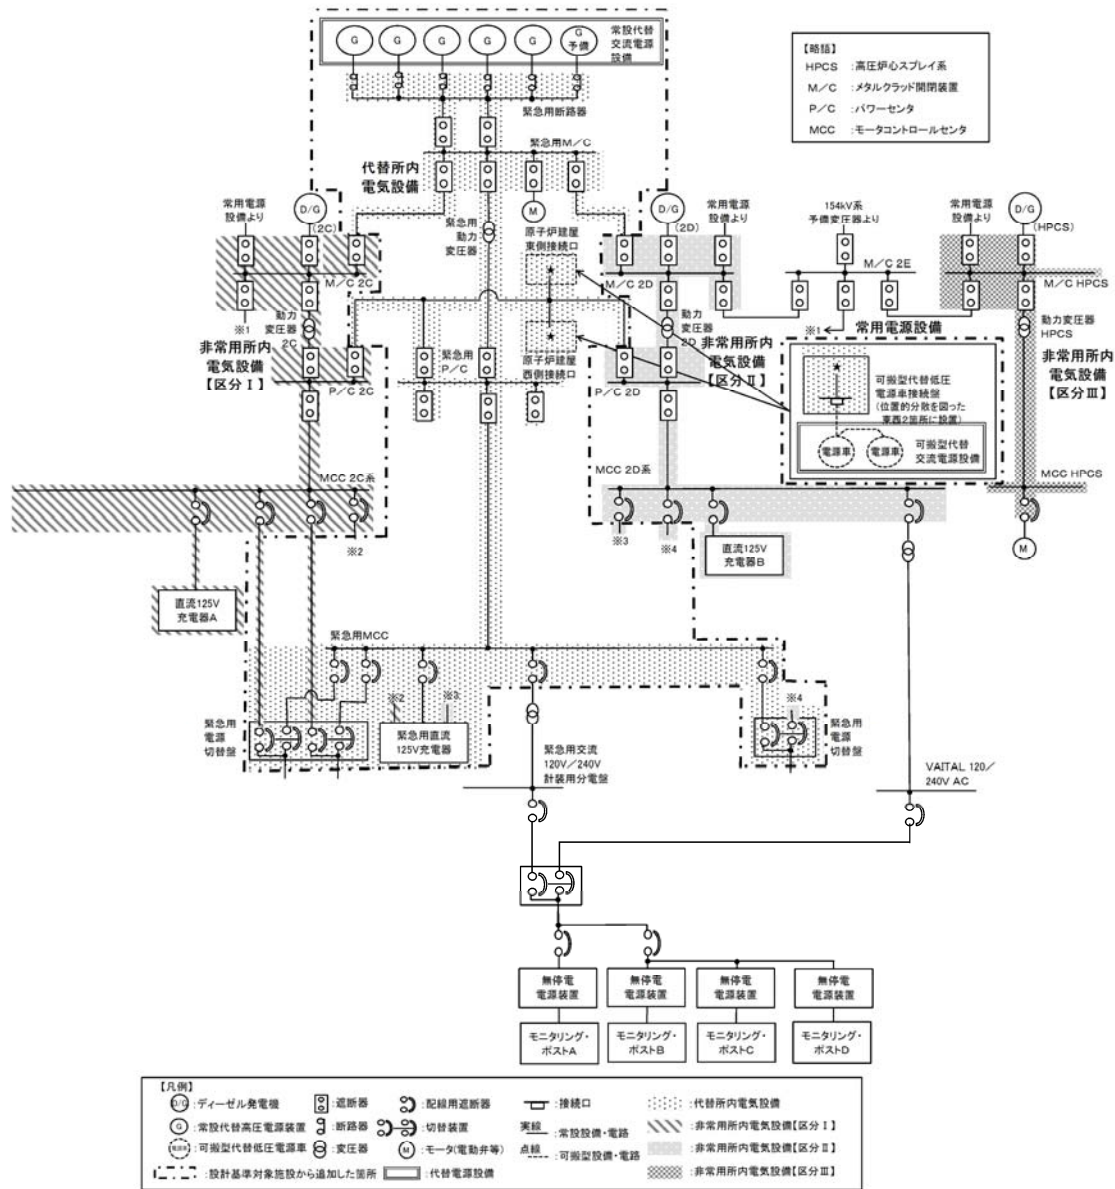 G
G
G
G
G
G
予備
常設代替
交流電源
設備
【略語】
HPCS :高圧炉心スプレイ系
M/C :メタルクラッド開閉装置
P/C :パワーセンタ
MCC :モータコントロールセンタ
緊急用断路器
緊急用M/C
代替所内
電気設備
常用電源
設備より
D/G
(2C)
緊急用
動力
変圧器
M
原子炉建屋
東側接続口
D/G
(2D)
常用電源
設備より
154kV系
予備変圧器より
常用電源
設備より
D/G
(HPCS)
M/C 2C
M/C 2D
M/C 2E
M/C HPCS
※1
動力
変圧器
2C
動力
変圧器
2D
※1
常用電源設備
動力変圧器
HPCS
非常用所内
電気設備
【区分Ⅰ】
緊急用
P/C
原子炉建屋
西側接続口
非常用所内
電気設備
【区分Ⅱ】
非常用所内
電気設備
【区分Ⅲ】
P/C 2C
P/C 2D
可搬型代替低圧
電源車接続盤
(位置的分散を図った
東西2箇所に設置)
電源車
電源車
可搬型代替
交流電源設備
MCC 2C系
MCC 2D系
MCC HPCS
※2
※3
※4
M
直流125V
充電器A
直流125V
充電器B
緊急用MCC
※2
※3
※4
緊急用
電源
切替盤
緊急用直流
125V充電器
緊急用
電源
切替盤
緊急用交流
120V/240V
計装用分電盤
VAITAL 120/
240V AC
無停電
電源装置
無停電
電源装置
無停電
電源装置
無停電
電源装置
モニタリング・
ポストA
モニタリング・
ポストB
モニタリング・
ポストC
モニタリング・
ポストD
【凡例】
D/G :ディーゼル発電機 :遮断器 :配線用遮断器 :接続口 :代替所内電気設備
G :常設代替高圧電源装置 :断路器 :切替装置 実線 :常設設備・電路 :非常用所内電気設備【区分Ⅰ】
電源車 :可搬型代替低圧電源車 :変圧器 M :モータ(電動弁等) 点線 :可搬型設備・電路 :非常用所内電気設備【区分Ⅱ】
:設計基準対象施設から追加した箇所 :代替電源設備 :非常用所内電気設備【区分Ⅲ】